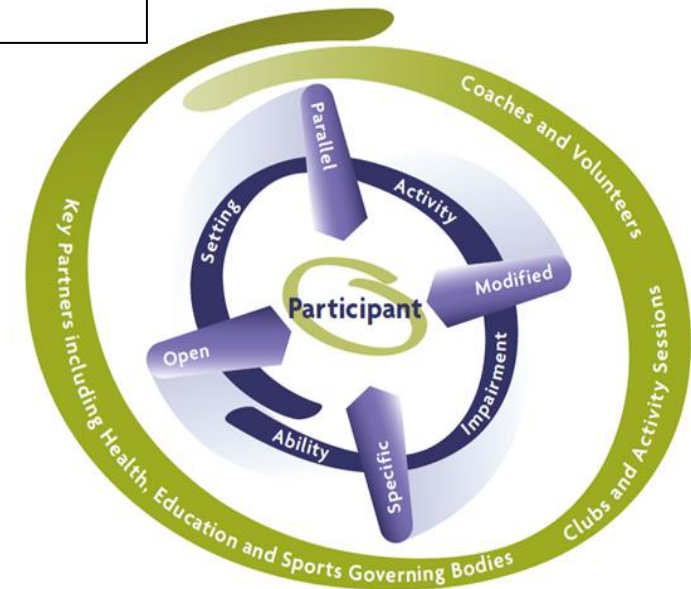 Coaches and Volunteers
Clubs and Activity Sessions
Key Partners including Health, Education and Sports Governing Bodies
Parallel
Activity
Setting
Modified
Participant
Open
Impairment
Ability
Specific